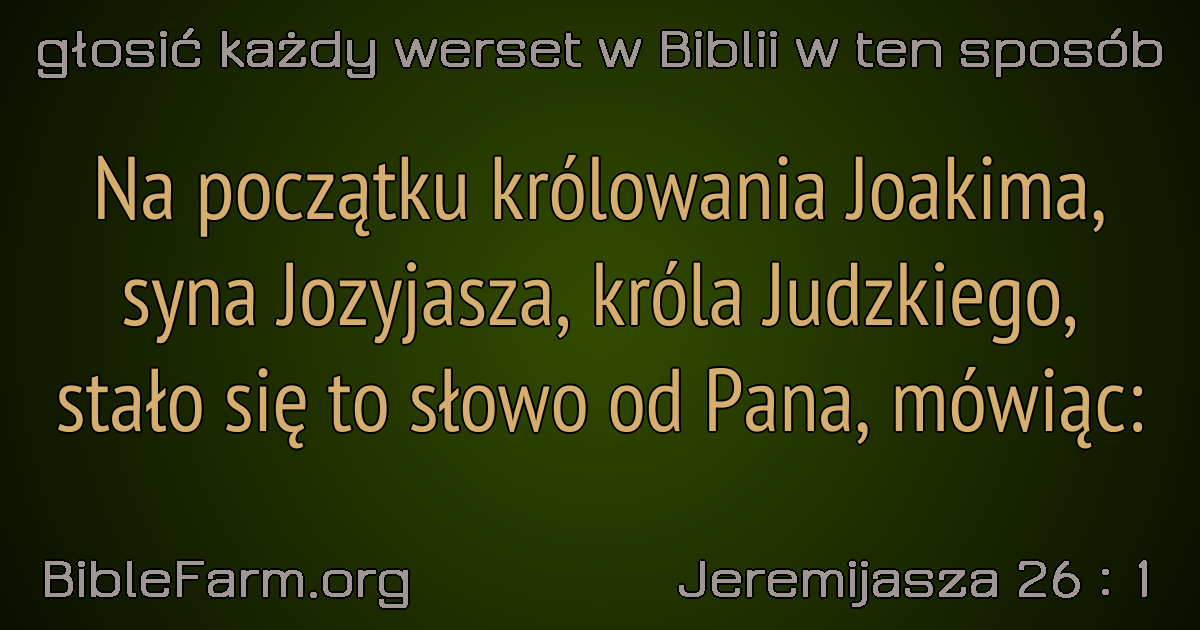 głosić każdy werset w Biblii w ten sposób
Na początku królowania Joakima,
syna Jozyjasza, króla Judzkiego,
stało się to słowo od Pana, mówiąc:
BibleFarm.org
Jeremijasza 26 : 1